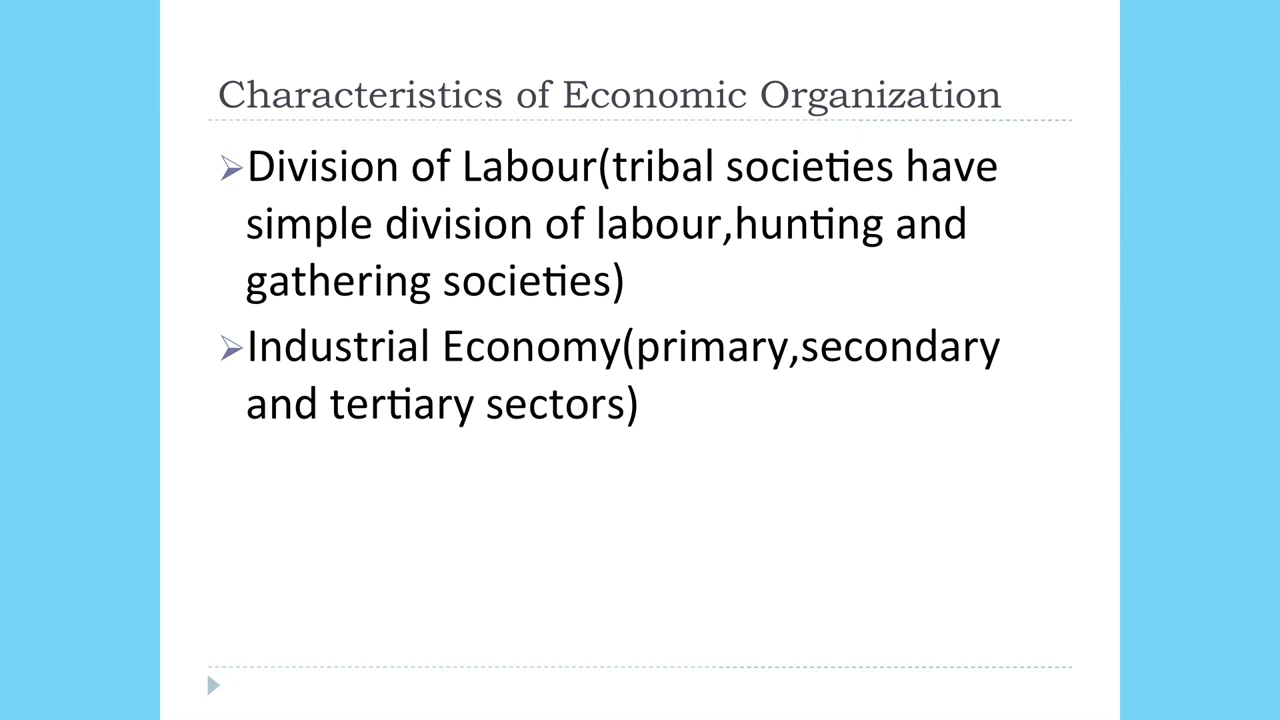 Characteristics of Economic Organization
Division of Labour(tribal societies have
simple division of labour,hunting and
gathering societies)
Industrial Economy(primary,secondary
and tertiary sectors)